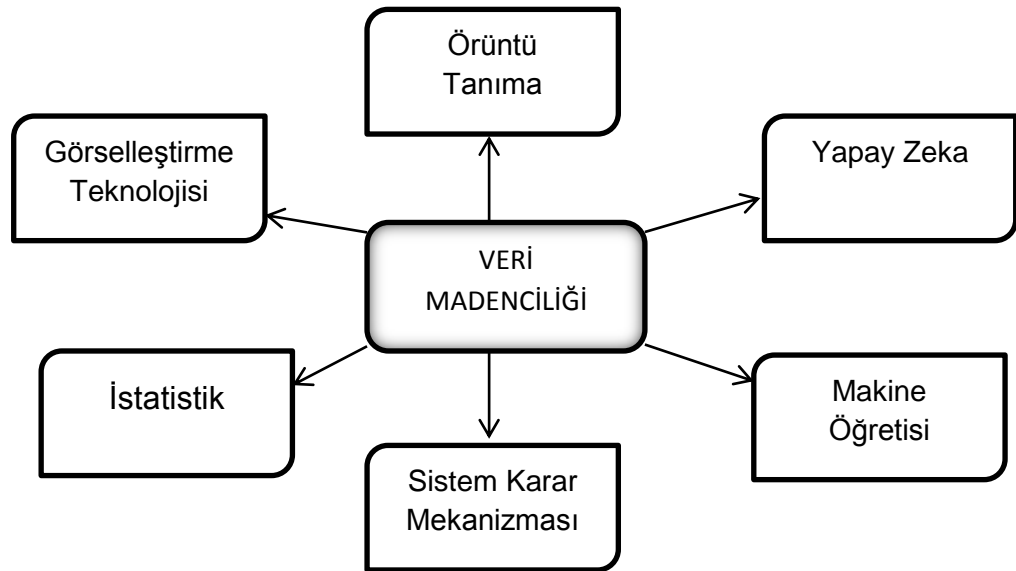 Örüntü
Tanıma
Görselleştirme
Teknolojisi
Yapay Zeka
VERİ
MADENCİLİĞİ
İstatistik
Makine
Öğretisi
Sistem Karar
Mekanizması